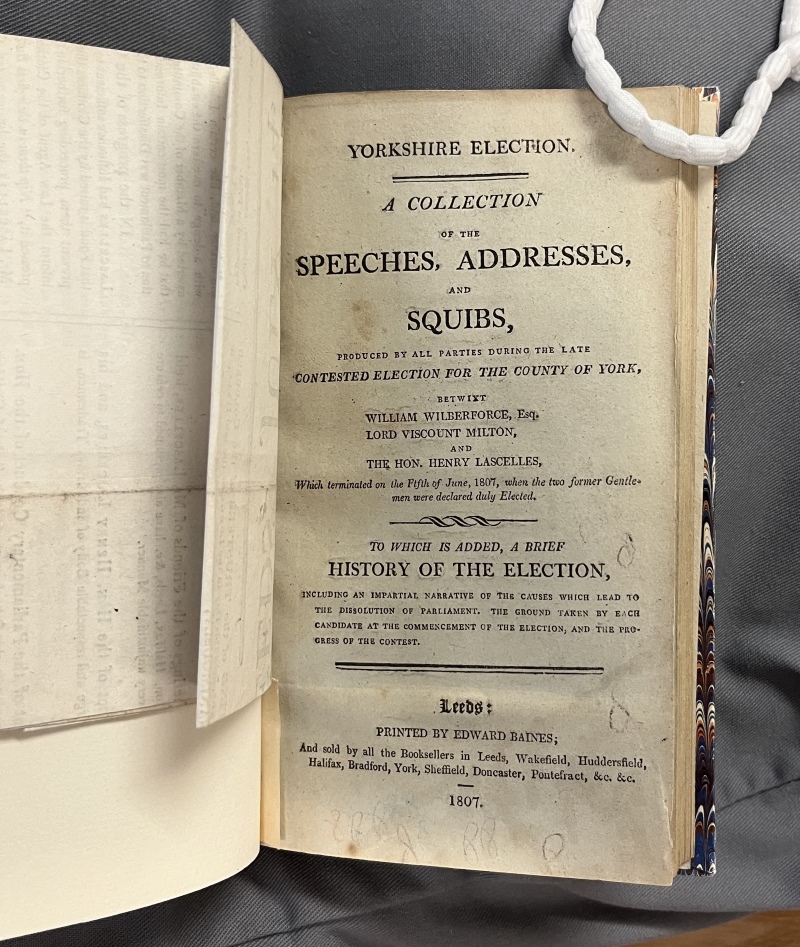 YORKSHIRE ELECTION.
A COLLECTION
OF THE
SPEECHES, ADDRESSES,
AND
SQUIBS,
PRODUCED BY ALL PARTIES DURING THE LATE
CONTESTED ELECTION FOR THE COUNTY OF YORK,
BETWIXT
WILLIAM WILBERFORCE, Esq.
LORD VISCOUNT MILTON,
AND
THE HON. HENRY LASCELLES,
Which terminated on the Fifth of June, 1807, when the two former Gentle-
men were declared duly Elected.
TO WHICH IS ADDED, A BRIEF
HISTORY OF THE ELECTION,
INCLUDING AN IMPARTIAL NARRATIVE OF THE CAUSES WHICH LEAD TO
THE DISSOLUTION OF PARLIAMENT. THE GROUND TAKEN BY EACH
CANDIDATE AT THE COMMENCEMENT OF THE ELECTION, AND THE PRO-
GRESS OF THE CONTEST.
Leeds:
PRINTED BY EDWARD BAINES;
And sold by all the Booksellers in Leeds, Wakefield, Huddersfield,
Halifax, Bradford, York, Sheffield, Doncaster, Pontefract, &c. &c.
1807.